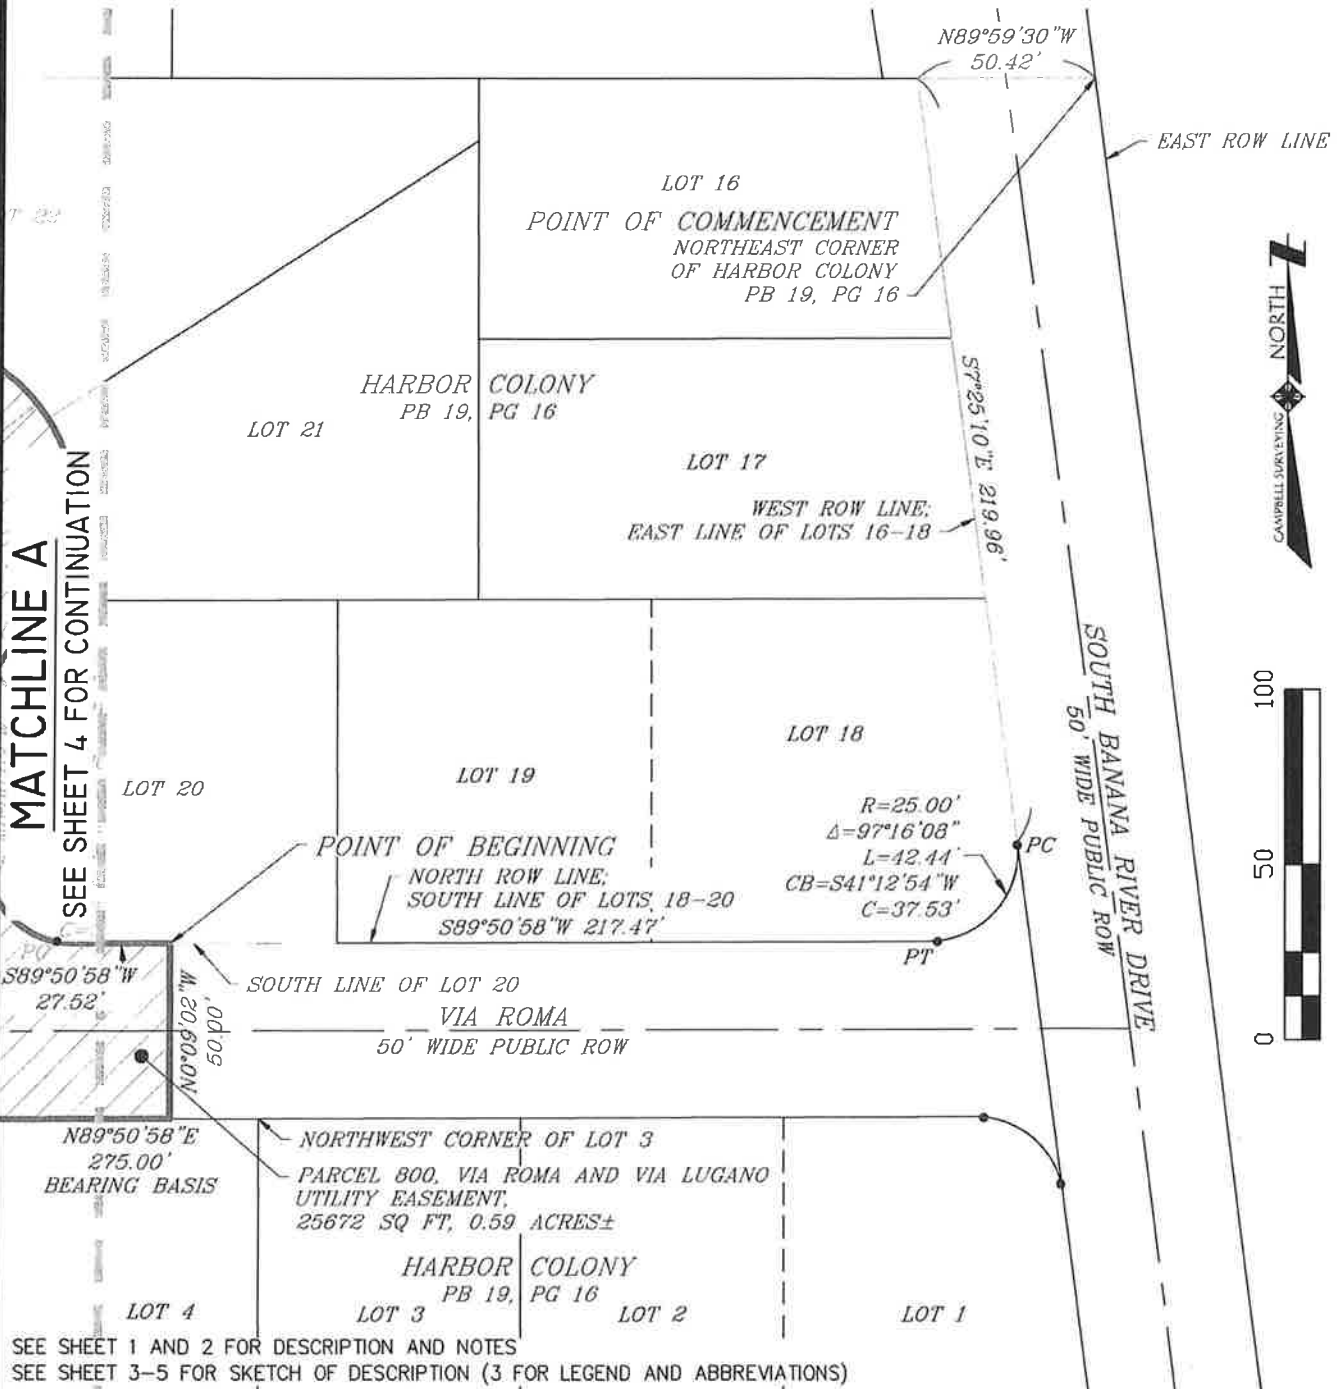 N89°59'30"W
50.42'
EAST ROW LINE
LOT 16
POINT OF COMMENCEMENT
NORTHEAST CORNER
OF HARBOR COLONY
PB 19, PG 16
T 22
NORTH
CAMPBELL SURVEYING
HARBOR COLONY
PB 19, PG 16
LOT 21
LOT 17
S7°25'10"E 219.96'
WEST ROW LINE;
EAST LINE OF LOTS 16-18
MATCHLINE A
SEE SHEET 4 FOR CONTINUATION
SOUTH BANANA RIVER DRIVE
50' WIDE PUBLIC ROW
100
50
0
LOT 18
LOT 19
LOT 20
R=25.00'
Δ=97°16'08"
L=42.44'
CB=S41°12'54"W
C=37.53'
PC
PT
POINT OF BEGINNING
NORTH ROW LINE;
SOUTH LINE OF LOTS 18-20
S89°50'58"W 217.47'
C=
PC
S89°50'58"W
27.52'
N0°09'02"W
50.00'
SOUTH LINE OF LOT 20
VIA ROMA
50' WIDE PUBLIC ROW
N89°50'58"E
275.00'
BEARING BASIS
NORTHWEST CORNER OF LOT 3
PARCEL 800, VIA ROMA AND VIA LUGANO
UTILITY EASEMENT,
25672 SQ FT, 0.59 ACRES±
HARBOR COLONY
PB 19, PG 16
LOT 4
LOT 3
LOT 2
LOT 1
SEE SHEET 1 AND 2 FOR DESCRIPTION AND NOTES
SEE SHEET 3-5 FOR SKETCH OF DESCRIPTION (3 FOR LEGEND AND ABBREVIATIONS)